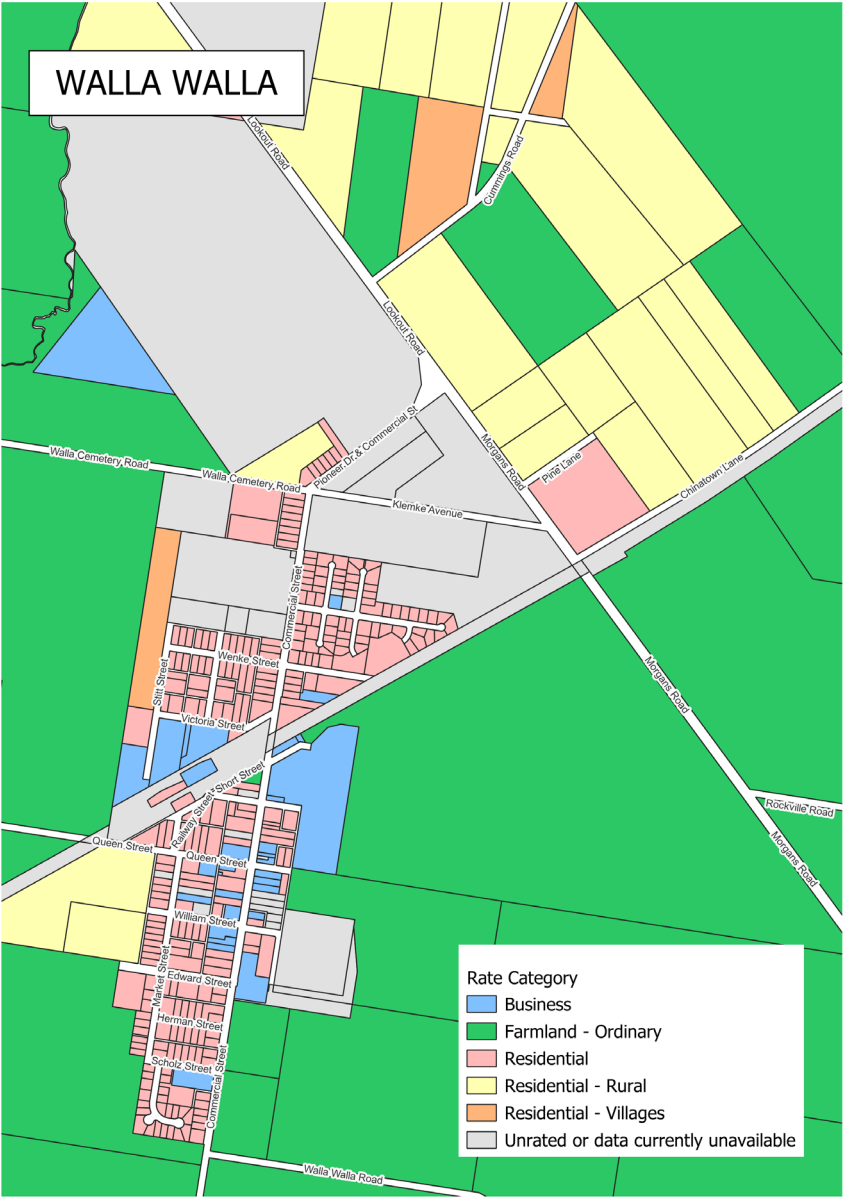 WALLA WALLA
Lookout Road
Cummings Road
Lookout Road
Pioneer Dr & Commercial St
Walla Cemetery Road
Walla Cemetery Road
Morgans Road
Pine Lane
Chinatown Lane
Klemke Avenue
Commercial Street
Wenke Street
Stitt Street
Victoria Street
Morgans Road
Short Street
Railway Street
Rockville Road
Morgans Road
Queen Street
Queen Street
William Street
Market Street
Edward Street
Herman Street
Scholz Street
Commercial Street
Walla Walla Road
Rate Category
Business
Farmland - Ordinary
Residential
Residential - Rural
Residential - Villages
Unrated or data currently unavailable